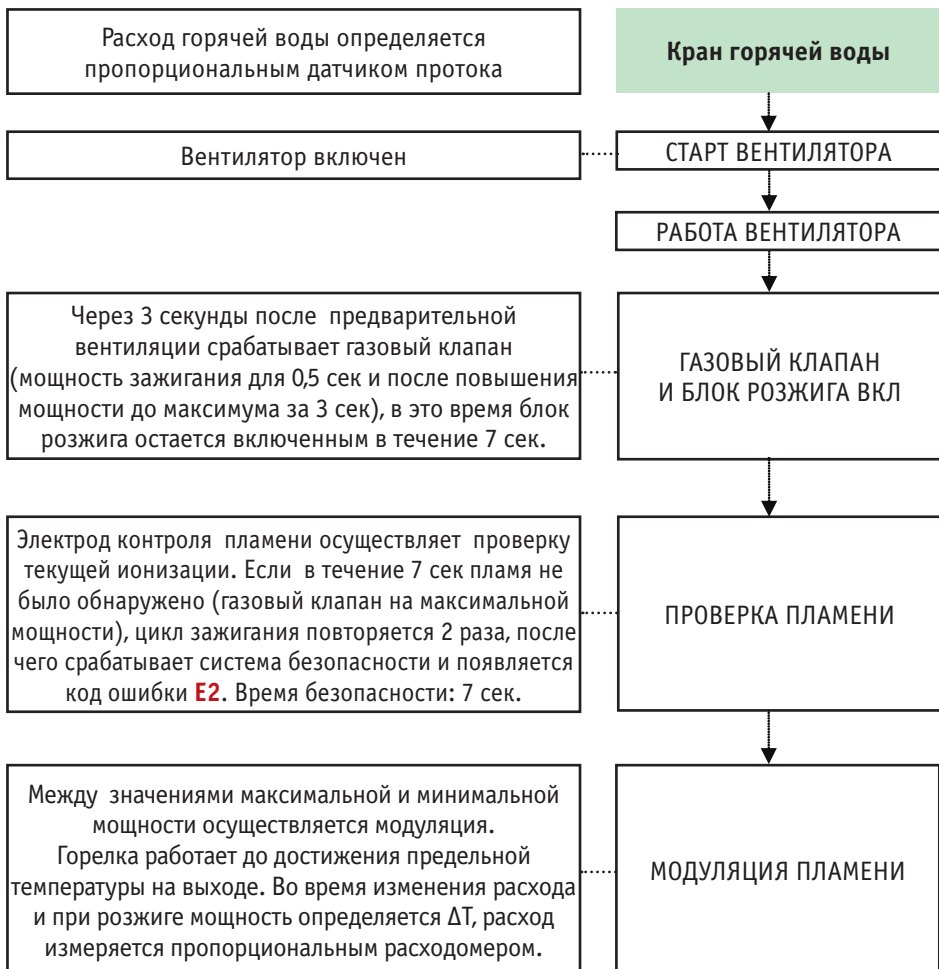 Расход горячей воды определяется
пропорциональным датчиком протока
Кран горячей воды
Вентилятор включен
СТАРТ ВЕНТИЛЯТОРА
РАБОТА ВЕНТИЛЯТОРА
Через 3 секунды после предварительной
вентиляции срабатывает газовый клапан
(мощность зажигания для 0,5 сек и после повышения
мощности до максимума за 3 сек), в это время блок
розжига остается включенным в течение 7 сек.
ГАЗОВЫЙ КЛАПАН
И БЛОК РОЗЖИГА ВКЛ
Электрод контроля пламени осуществляет проверку
текущей ионизации. Если в течение 7 сек пламя не
было обнаружено (газовый клапан на максимальной
мощности), цикл зажигания повторяется 2 раза, после
чего срабатывает система безопасности и появляется
код ошибки E2. Время безопасности: 7 сек.
ПРОВЕРКА ПЛАМЕНИ
Между значениями максимальной и минимальной
мощности осуществляется модуляция.
Горелка работает до достижения предельной
температуры на выходе. Во время изменения расхода
и при розжиге мощность определяется ΔT, расход
измеряется пропорциональным расходомером.
МОДУЛЯЦИЯ ПЛАМЕНИ